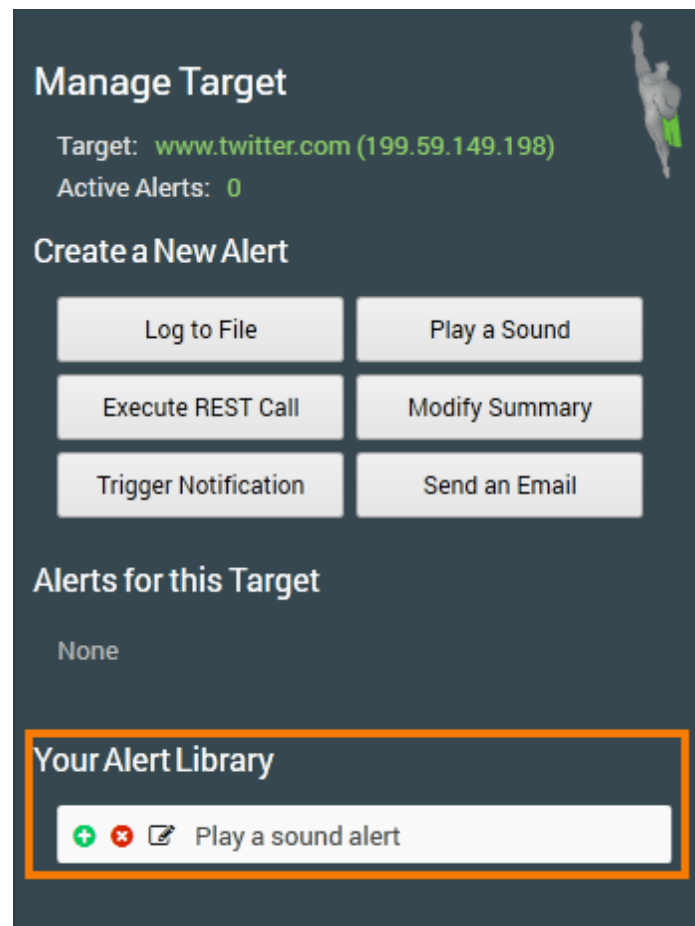 Manage Target
Target: www.twitter.com (199.59.149.198)
Active Alerts: 0
Create a New Alert
Log to File
Play a Sound
Execute REST Call
Modify Summary
Trigger Notification
Send an Email
Alerts for this Target
None
Your Alert Library
Play a sound alert